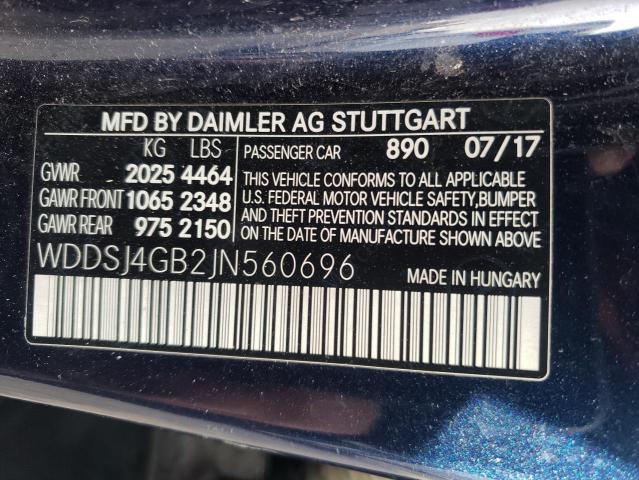 MFD BY DAIMLER AG STUTTGART
KG LBS
PASSENGER CAR 890 07/17
GVWR 2025 4464
GAWR FRONT 1065 2348
GAWR REAR 975 2150
THIS VEHICLE CONFORMS TO ALL APPLICABLE
U.S. FEDERAL MOTOR VEHICLE SAFETY, BUMPER
AND THEFT PREVENTION STANDARDS IN EFFECT
ON THE DATE OF MANUFACTURE SHOWN ABOVE.
WDDSJ4GB2JN560696
MADE IN HUNGARY